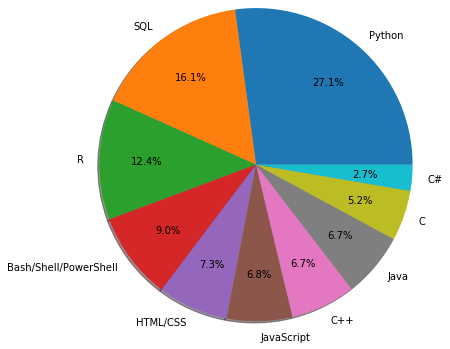 SQL
Python
16.1%
27.1%
R
12.4%
2.7%
C#
5.2%
C
9.0%
6.7%
7.3%
6.8%
6.7%
Bash/Shell/PowerShell
Java
HTML/CSS
C++
JavaScript